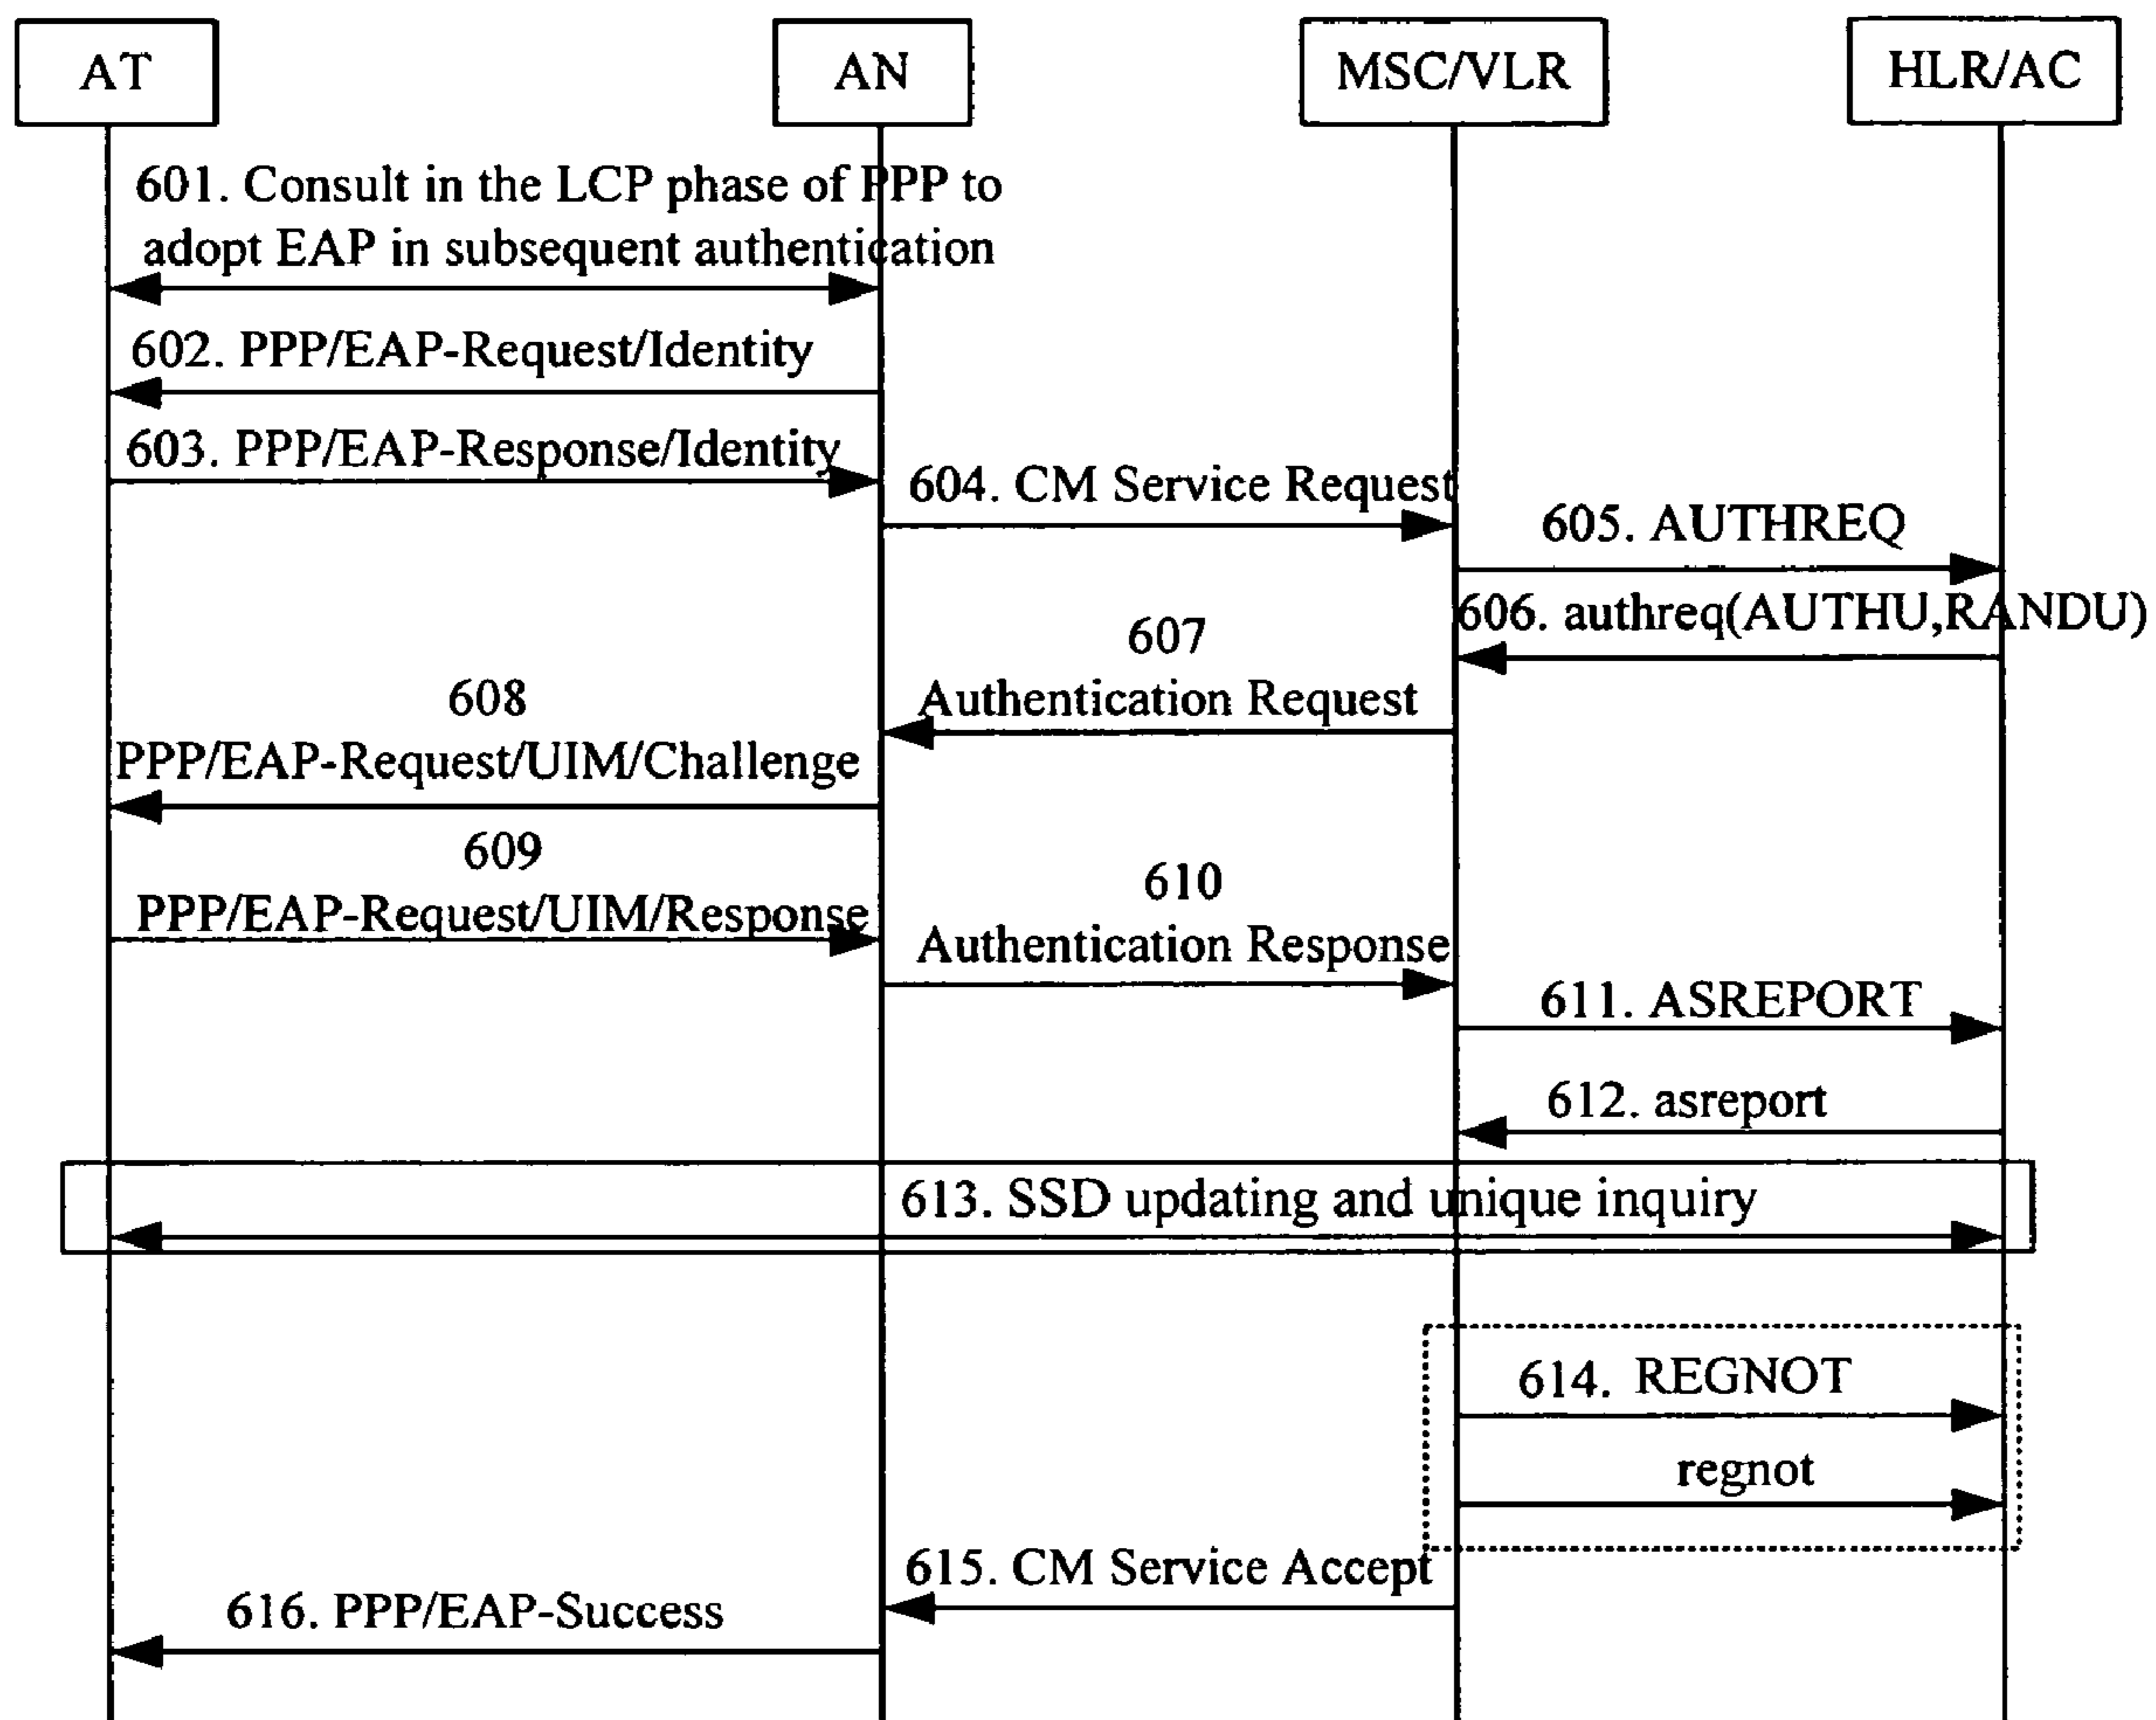 AT
AN
MSC/VLR
HLR/AC
601. Consult in the LCP phase of PPP to
adopt EAP in subsequent authentication
602. PPP/EAP-Request/Identity
603. PPP/EAP-Response/Identity
604. CM Service Request
605. AUTHREQ
606. authreq(AUTHU,RANDU)
607
Authentication Request
608
PPP/EAP-Request/UIM/Challenge
609
PPP/EAP-Request/UIM/Response
610
Authentication Response
611. ASREPORT
612. asreport
613. SSD updating and unique inquiry
614. REGNOT
regnot
615. CM Service Accept
616. PPP/EAP-Success